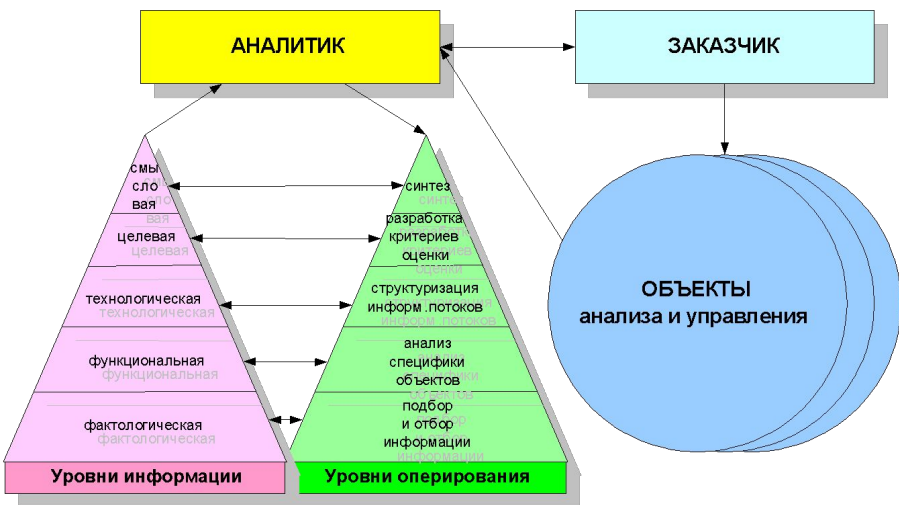 АНАЛИТИК
ЗАКАЗЧИК
смы
сло
вая
целевая
технологическая
функциональная
фактологическая
Уровни информации
синтез
разработка
критериев
оценки
структуризация
информ.потоков
анализ
специфики
объектов
подбор
и отбор
информации
Уровни оперирования
ОБЪЕКТЫ
анализа и управления